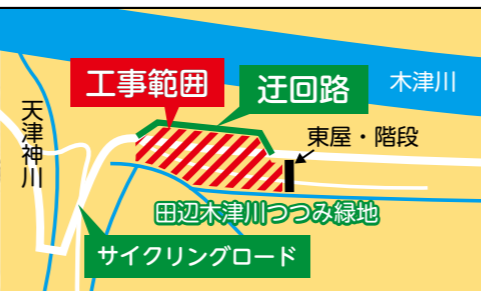 工事範囲
迂回路
木津川
天津神川
東屋・階段
田辺木津川つつみ緑地
サイクリングロード